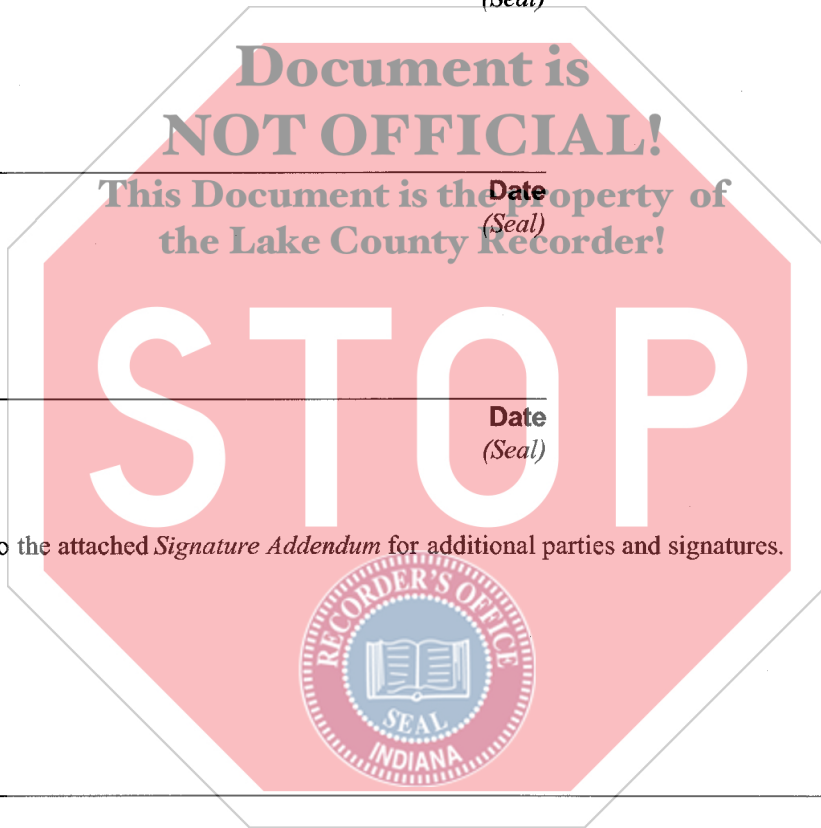 (Seal)
Document is
NOT OFFICIAL!
This Document is the property of
Date
(Seal)
the Lake County Recorder!
STOP
Date
(Seal)
the attached Signature Addendum for additional parties and signatures.
RECORDER'S OFFICE
SEAL
INDIANA